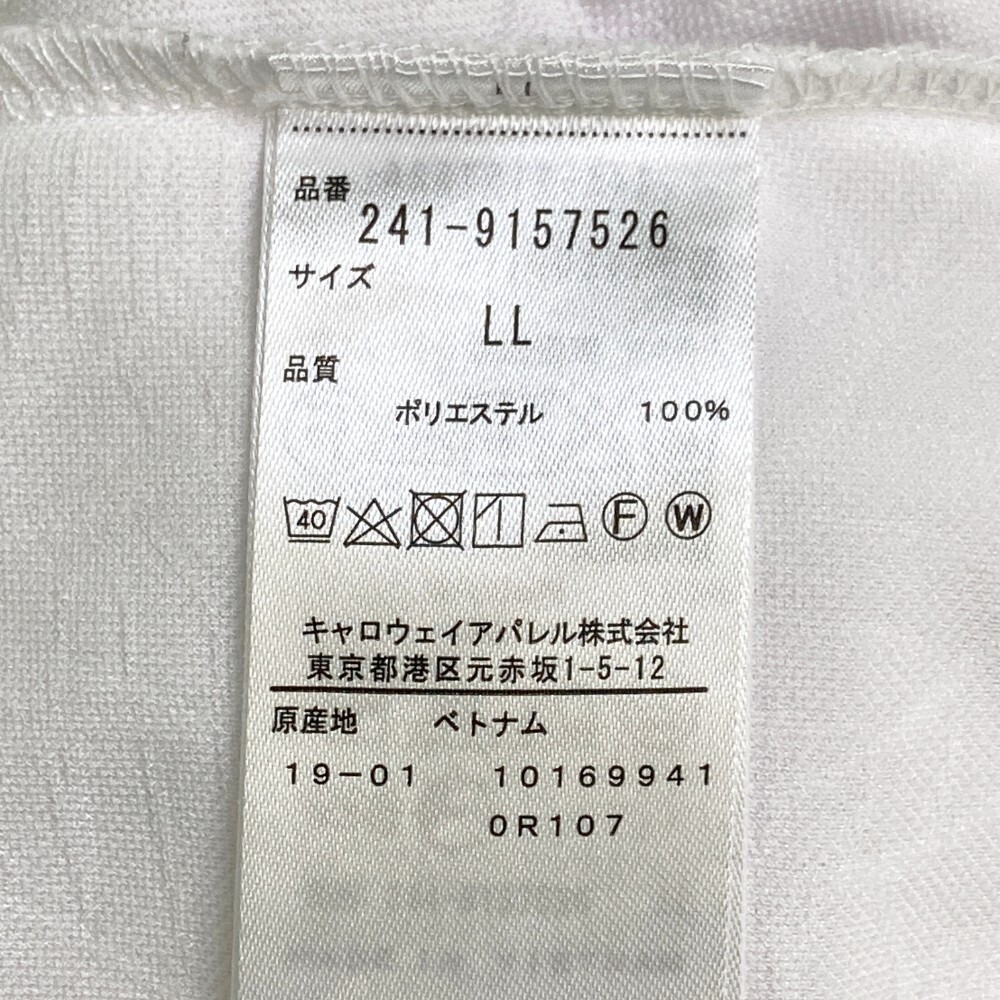 品番
241-9157526
サイズ
LL
品質
ポリエステル 100%
40 F W
キャロウェイアパレル株式会社
東京都港区元赤坂1-5-12
原産地 ベトナム
19-01 10169941
0R107